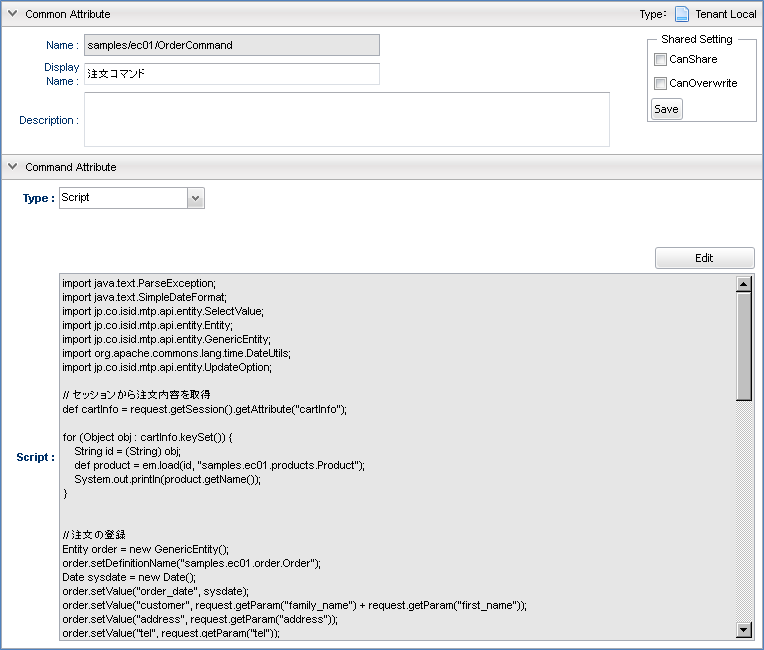 Common Attribute
Type: Tenant Local
Name : samples/ec01/OrderCommand
Display Name : 注文コマンド
Description :
Shared Setting
CanShare
CanOverwrite
Save
Command Attribute
Type : Script
Edit
Script :
import java.text.ParseException;
import java.text.SimpleDateFormat;
import jp.co.isid.mtp.api.entity.SelectValue;
import jp.co.isid.mtp.api.entity.Entity;
import jp.co.isid.mtp.api.entity.GenericEntity;
import org.apache.commons.lang.time.DateUtils;
import jp.co.isid.mtp.api.entity.UpdateOption;
// セッションから注文内容を取得
def cartInfo = request.getSession().getAttribute("cartInfo");
for (Object obj : cartInfo.keySet()) {
String id = (String) obj;
def product = em.load(id, "samples.ec01.products.Product");
System.out.println(product.getName());
}
// 注文の登録
Entity order = new GenericEntity();
order.setDefinitionName("samples.ec01.order.Order");
Date sysdate = new Date();
order.setValue("order_date", sysdate);
order.setValue("customer", request.getParam("family_name") + request.getParam("first_name"));
order.setValue("address", request.getParam("address"));
order.setValue("tel", request.getParam("tel"));